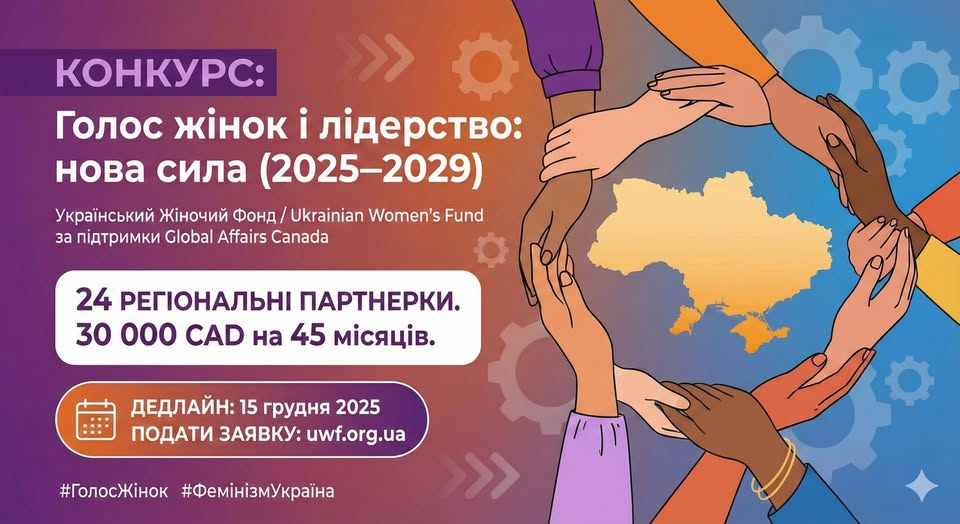 КОНКУРС:
Голос жінок і лідерство:
нова сила (2025–2029)
Український Жіночий Фонд / Ukrainian Women's Fund
за підтримки Global Affairs Canada
24 РЕГІОНАЛЬНІ ПАРТНЕРКИ.
30 000 CAD на 45 місяців.
ДЕДЛАЙН: 15 грудня 2025
ПОДАТИ ЗАЯВКУ: uwf.org.ua
#ГолосЖінок #ФемінізмУкраїна